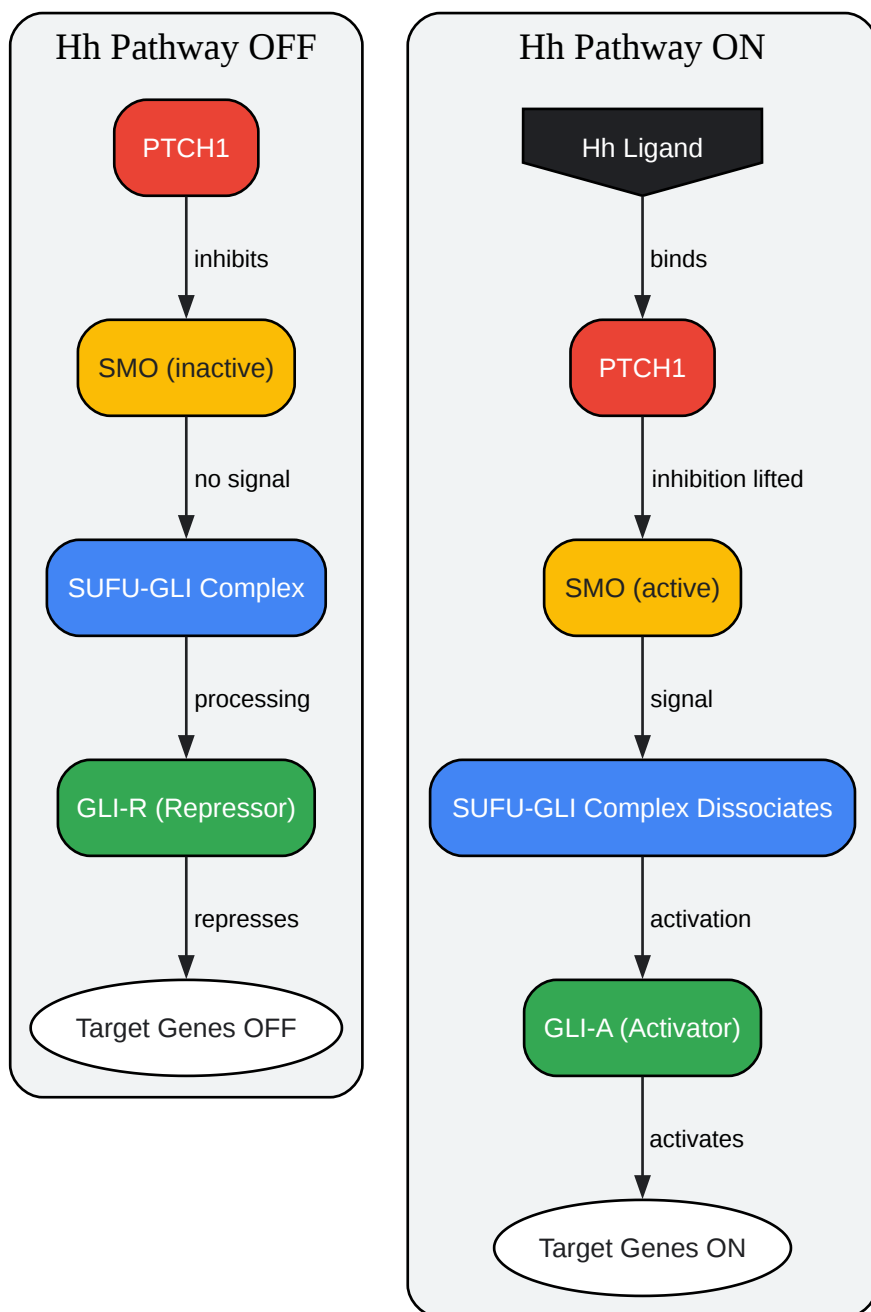 Hh Pathway OFF
PTCH1
inhibits
SMO (inactive)
no signal
SUFU-GLI Complex
processing
GLI-R (Repressor)
represses
Target Genes OFF
Hh Pathway ON
Hh Ligand
binds
PTCH1
inhibition lifted
SMO (active)
signal
SUFU-GLI Complex Dissociates
activation
GLI-A (Activator)
activates
Target Genes ON